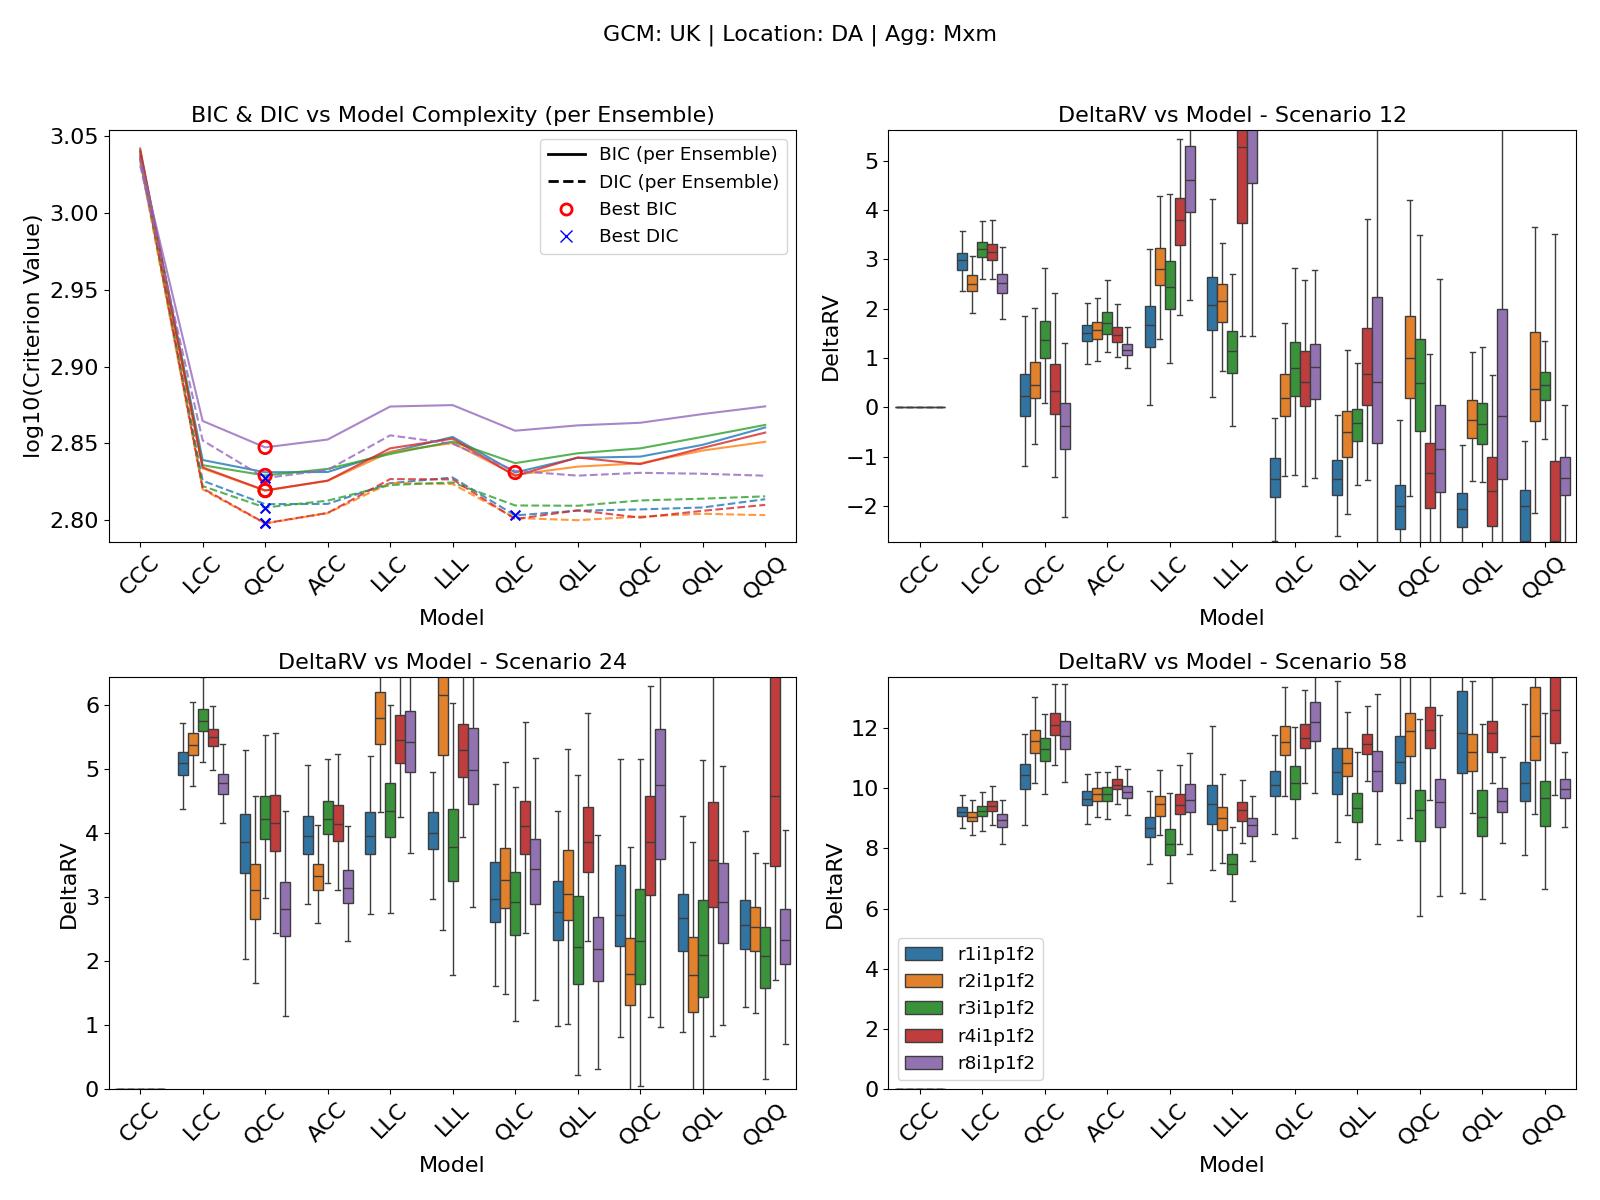 GCM: UK | Location: DA | Agg: Mxm
BIC & DIC vs Model Complexity (per Ensemble)
log10(Criterion Value)
3.05
3.00
2.95
2.90
2.85
2.80
BIC (per Ensemble)
DIC (per Ensemble)
Best BIC
Best DIC
CCC LCC QCC ACC LLC LLL QLC QLL QQC QQL QQQ
Model
DeltaRV vs Model - Scenario 12
DeltaRV
5
4
3
2
1
0
−1
−2
CCC LCC QCC ACC LLC LLL QLC QLL QQC QQL QQQ
Model
DeltaRV vs Model - Scenario 24
DeltaRV
6
5
4
3
2
1
0
CCC LCC QCC ACC LLC LLL QLC QLL QQC QQL QQQ
Model
DeltaRV vs Model - Scenario 58
DeltaRV
12
10
8
6
4
2
0
r1i1p1f2
r2i1p1f2
r3i1p1f2
r4i1p1f2
r8i1p1f2
CCC LCC QCC ACC LLC LLL QLC QLL QQC QQL QQQ
Model